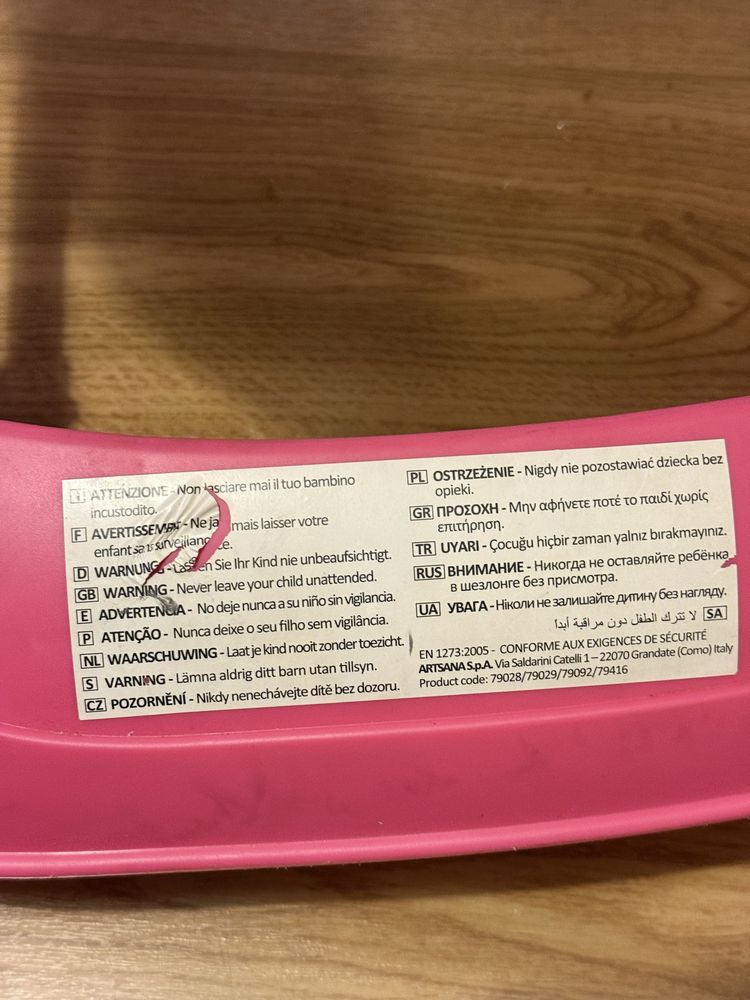 I ATTENZIONE - Non lasciare mai il tuo bambino
incustodito.
F AVERTISSEMENT - Ne jamais laisser votre
enfant sans surveillance.
D WARNUNG - Lassen Sie Ihr Kind nie unbeaufsichtigt.
GB WARNING - Never leave your child unattended.
E ADVERTENCIA - No deje nunca a su niño sin vigilancia.
P ATENÇÃO - Nunca deixe o seu filho sem vigilância.
NL WAARSCHUWING - Laat je kind nooit zonder toezicht.
S VARNING - Lämna aldrig ditt barn utan tillsyn.
CZ POZORNĚNÍ - Nikdy nenechávejte dítě bez dozoru.
PL OSTRZEŻENIE - Nigdy nie pozostawiać dziecka bez
opieki.
GR ΠΡΟΣΟΧΗ - Μην αφήνετε ποτέ το παιδί χωρίς
επιτήρηση.
TR UYARI - Çocuğu hiçbir zaman yalnız bırakmayınız.
RUS ВНИМАНИЕ - Никогда не оставляйте ребёнка
в шезлонге без присмотра.
UA УВАГА - Ніколи не залишайте дитину без нагляду.
SA لا تترك الطفل دون مراقبة أبدا
EN 1273:2005 - CONFORME AUX EXIGENCES DE SÉCURITÉ
ARTSANA S.p.A. Via Saldarini Catelli 1 – 22070 Grandate (Como) Italy
Product code: 79028/79029/79092/79416